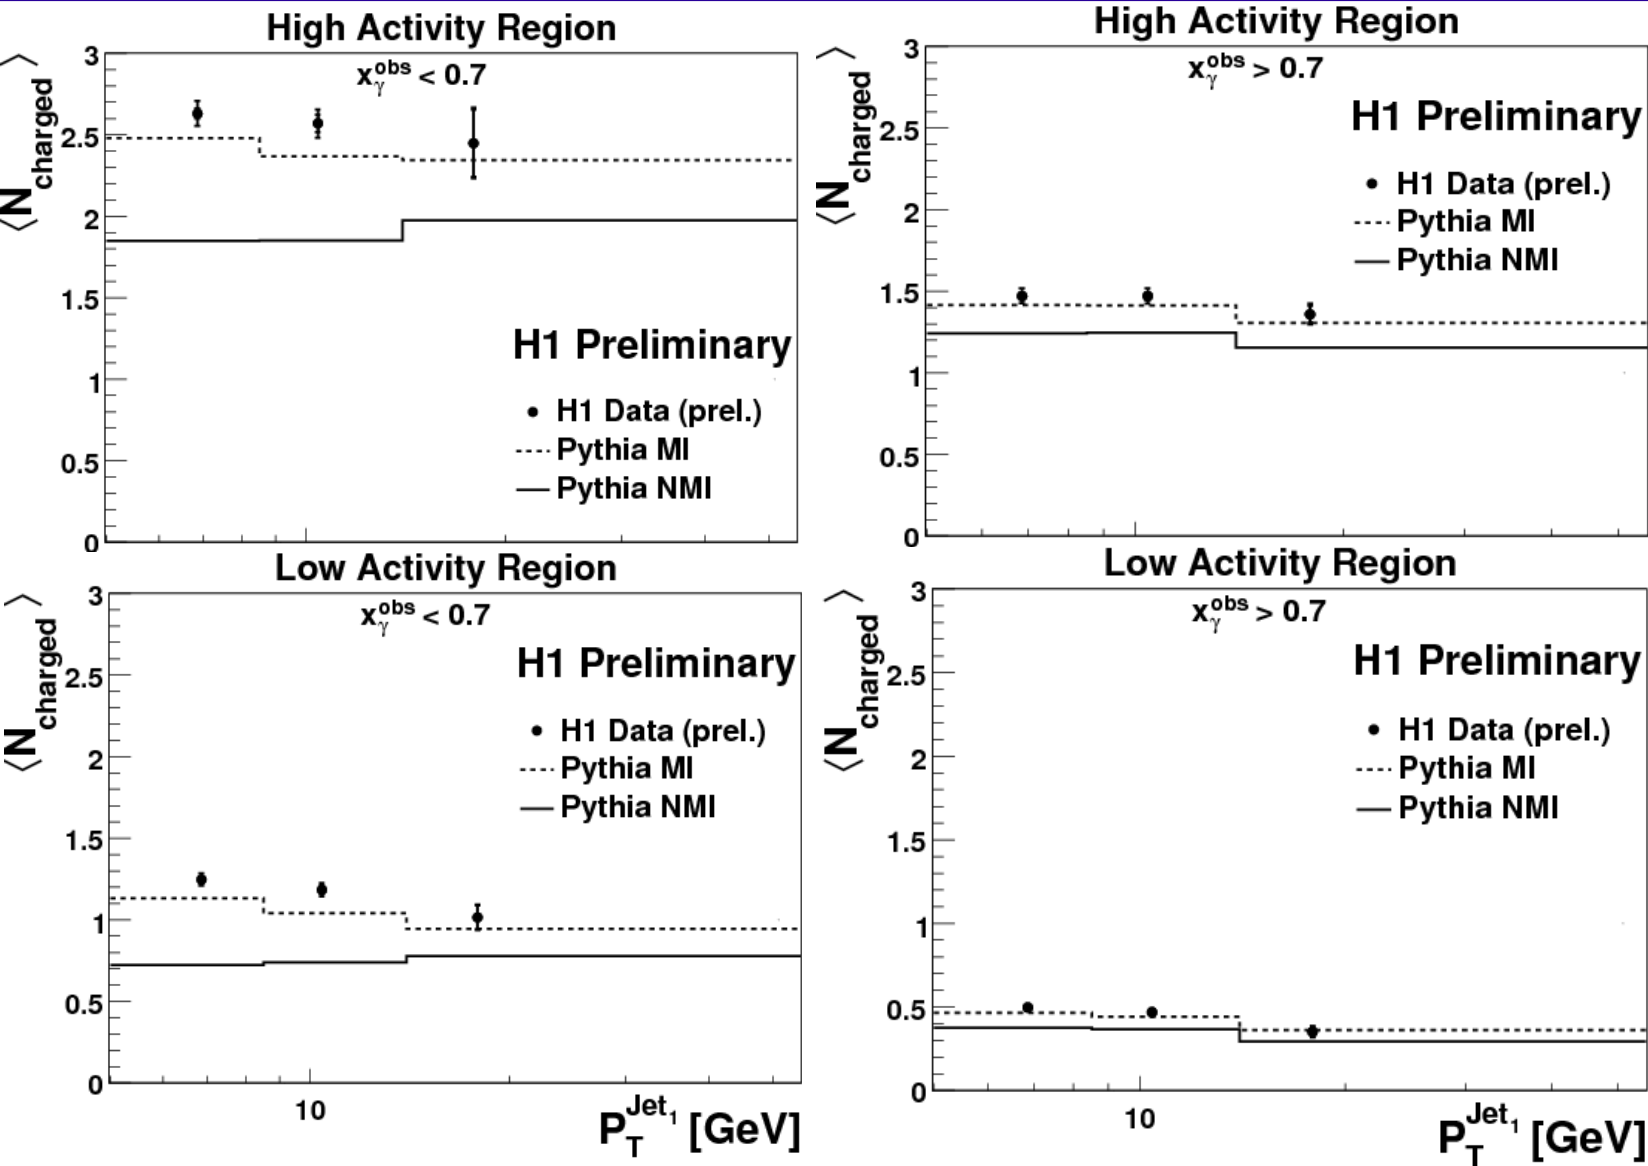 High Activity Region
x_γ^obs < 0.7
⟨N_charged⟩
3
2.5
2
1.5
1
0.5
0
H1 Preliminary
H1 Data (prel.)
Pythia MI
Pythia NMI
High Activity Region
x_γ^obs > 0.7
⟨N_charged⟩
3
2.5
2
1.5
1
0.5
0
H1 Preliminary
H1 Data (prel.)
Pythia MI
Pythia NMI
Low Activity Region
x_γ^obs < 0.7
⟨N_charged⟩
3
2.5
2
1.5
1
0.5
0
H1 Preliminary
H1 Data (prel.)
Pythia MI
Pythia NMI
10
P_T^Jet_1 [GeV]
Low Activity Region
x_γ^obs > 0.7
⟨N_charged⟩
3
2.5
2
1.5
1
0.5
0
H1 Preliminary
H1 Data (prel.)
Pythia MI
Pythia NMI
10
P_T^Jet_1 [GeV]